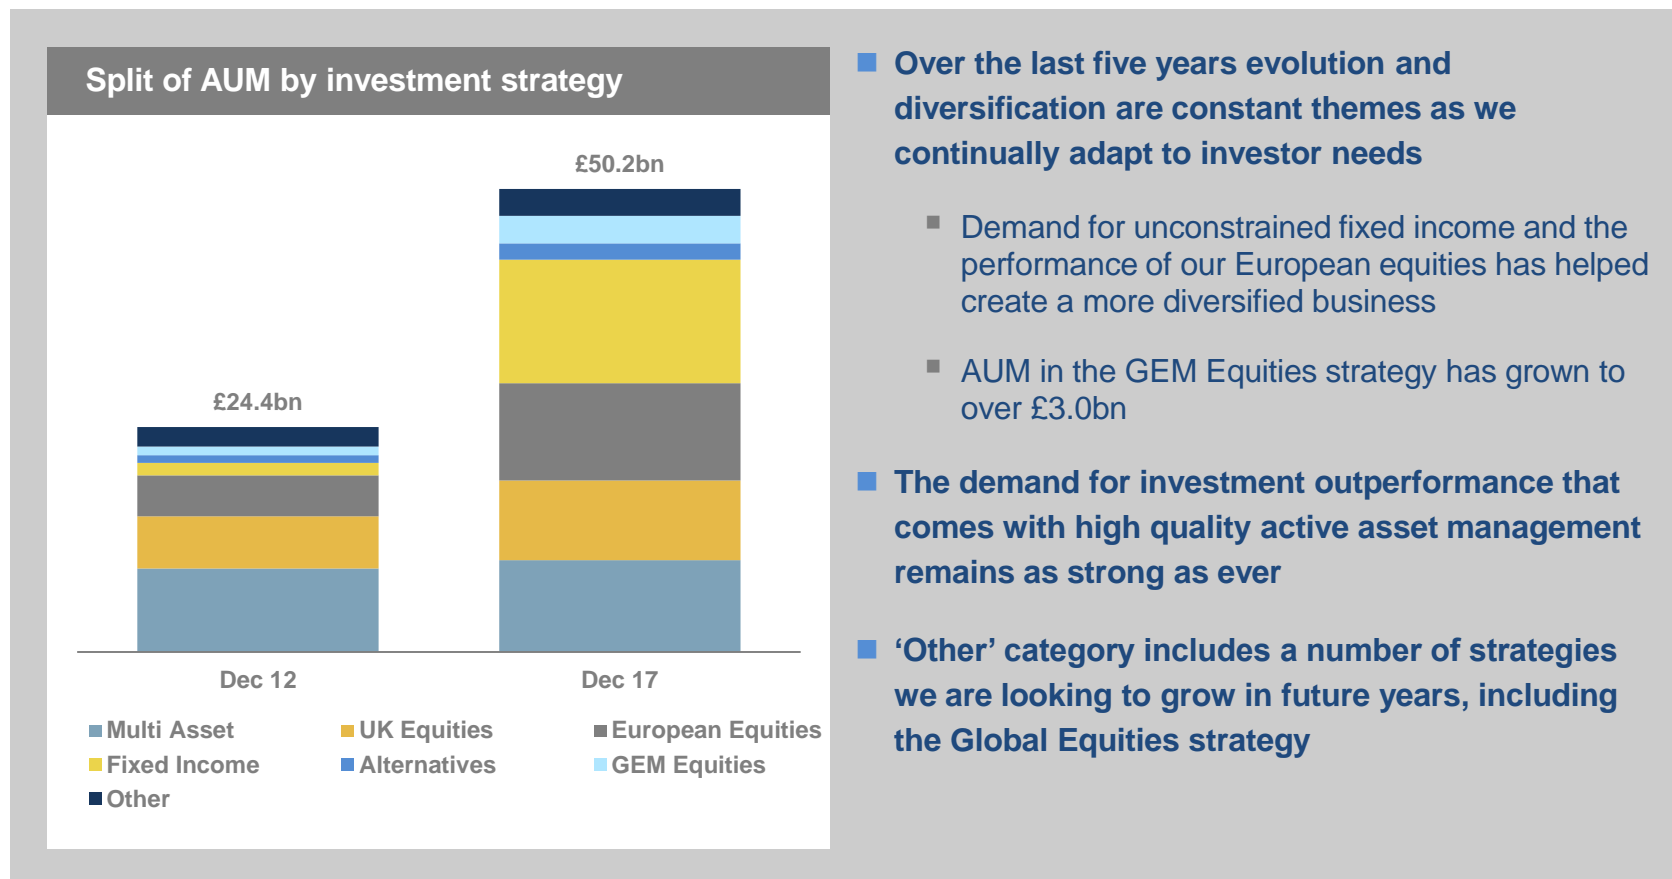 Split of AUM by investment strategy
£50.2bn
£24.4bn
Dec 12
Dec 17
Multi Asset
UK Equities
European Equities
Fixed Income
Alternatives
GEM Equities
Other
Over the last five years evolution and
diversification are constant themes as we
continually adapt to investor needs
Demand for unconstrained fixed income and the
performance of our European equities has helped
create a more diversified business
AUM in the GEM Equities strategy has grown to
over £3.0bn
The demand for investment outperformance that
comes with high quality active asset management
remains as strong as ever
‘Other’ category includes a number of strategies
we are looking to grow in future years, including
the Global Equities strategy